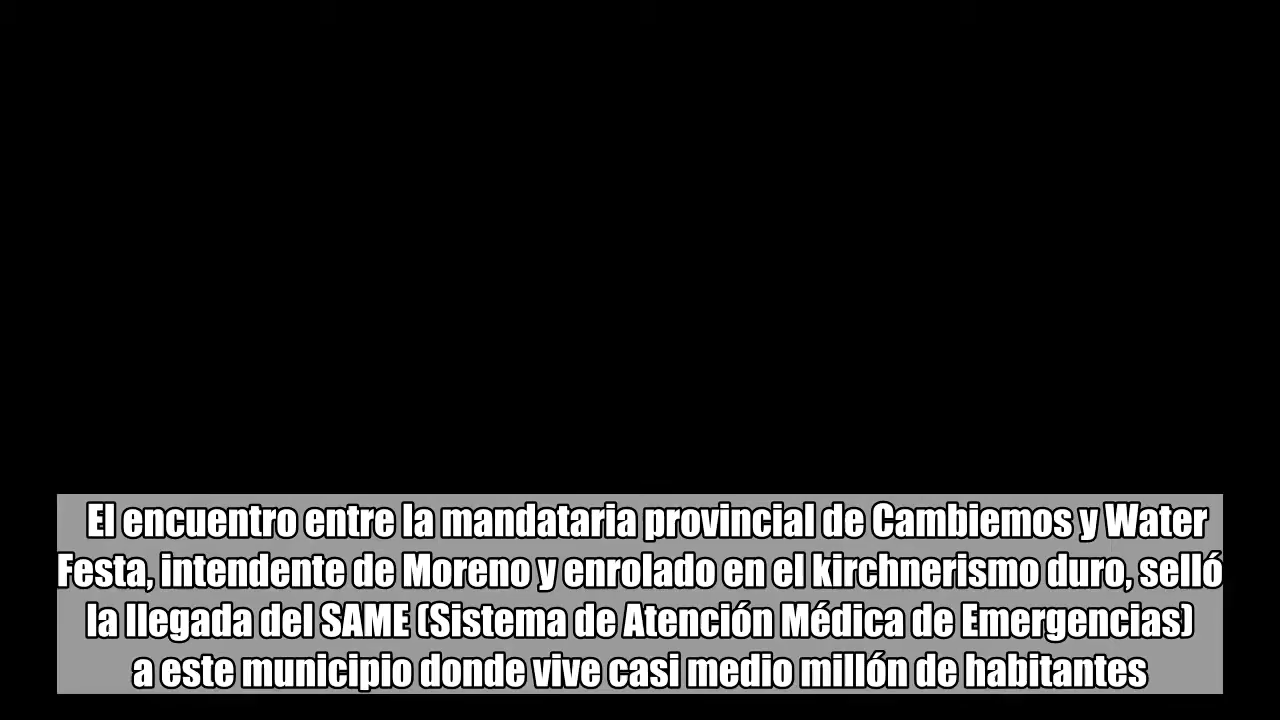 El encuentro entre la mandataria provincial de Cambiemos y Water
Festa, intendente de Moreno y enrolado en el kirchnerismo duro, selló
la llegada del SAME (Sistema de Atención Médica de Emergencias)
a este municipio donde vive casi medio millón de habitantes